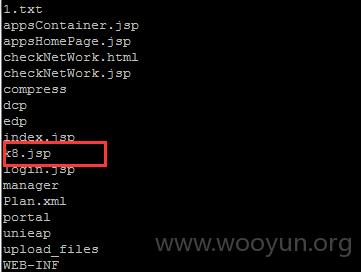 1.txt
appsContainer.jsp
appsHomePage.jsp
checkNetWork.html
checkNetWork.jsp
compress
dcp
edp
index.jsp
k8.jsp
login.jsp
manager
Plan.xml
portal
unieap
upload_files
WEB-INF
www.wooyun.org